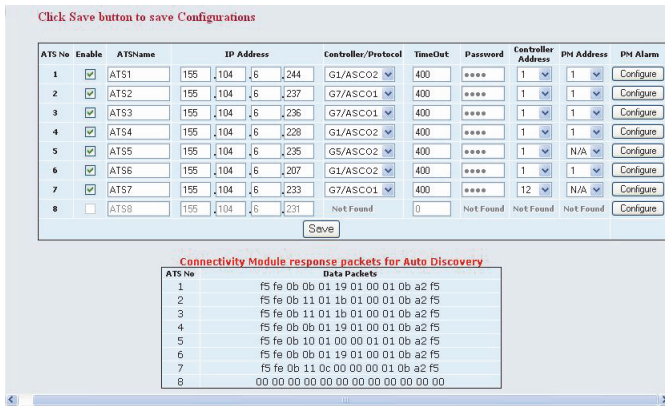 Click Save button to save Configurations
ATS No Enable ATSName IP Address Controller/Protocol TimeOut Password Controller Address PM Address PM Alarm
1 ATS1 155 . 104 . 6 . 244 G1/ASCO2 400 1 1 Configure
2 ATS2 155 . 104 . 6 . 237 G7/ASCO1 400 1 1 Configure
3 ATS3 155 . 104 . 6 . 236 G7/ASCO1 400 1 1 Configure
4 ATS4 155 . 104 . 6 . 228 G1/ASCO2 400 1 1 Configure
5 ATS5 155 . 104 . 6 . 235 G5/ASCO2 400 1 N/A Configure
6 ATS6 155 . 104 . 6 . 207 G1/ASCO2 400 1 1 Configure
7 ATS7 155 . 104 . 6 . 233 G7/ASCO1 400 12 N/A Configure
8 ATS8 155 . 104 . 6 . 231 Not Found 0 Not Found Not Found Not Found Configure
Save
Connectivity Module response packets for Auto Discovery
ATS No Data Packets
1 f5 fe 0b 0b 01 19 01 00 01 0b a2 f5
2 f5 fe 0b 11 01 1b 01 00 01 0b a2 f5
3 f5 fe 0b 11 01 1b 01 00 01 0b a2 f5
4 f5 fe 0b 0b 01 19 01 00 01 0b a2 f5
5 f5 fe 0b 10 01 00 00 01 01 0b a2 f5
6 f5 fe 0b 0b 01 19 01 00 01 0b a2 f5
7 f5 fe 0b 11 0c 00 00 00 01 0b a2 f5
8 00 00 00 00 00 00 00 00 00 00 00 00